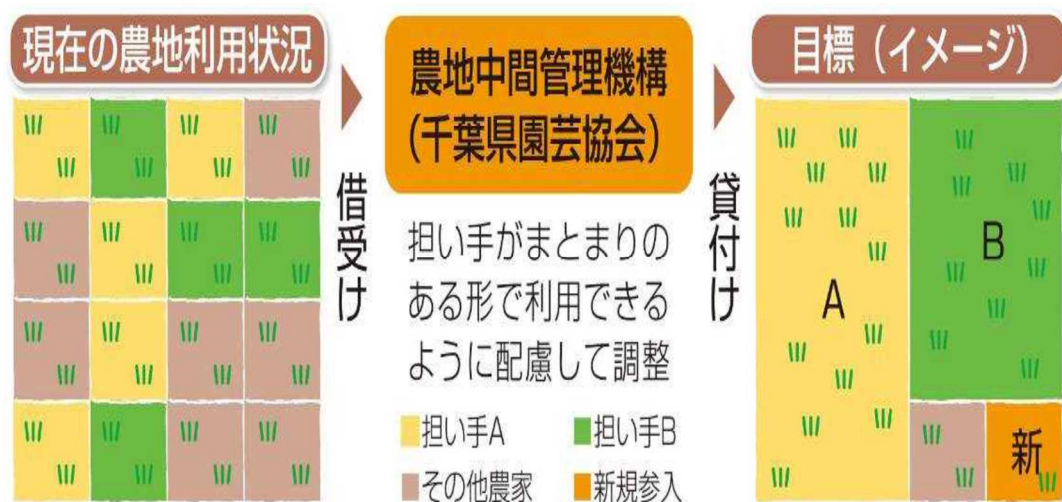 現在の農地利用状況
借受け
農地中間管理機構
(千葉県園芸協会)
担い手がまとまりの
ある形で利用できる
ように配慮して調整
担い手A
担い手B
その他農家
新規参入
貸付け
目標(イメージ)
A
B
新